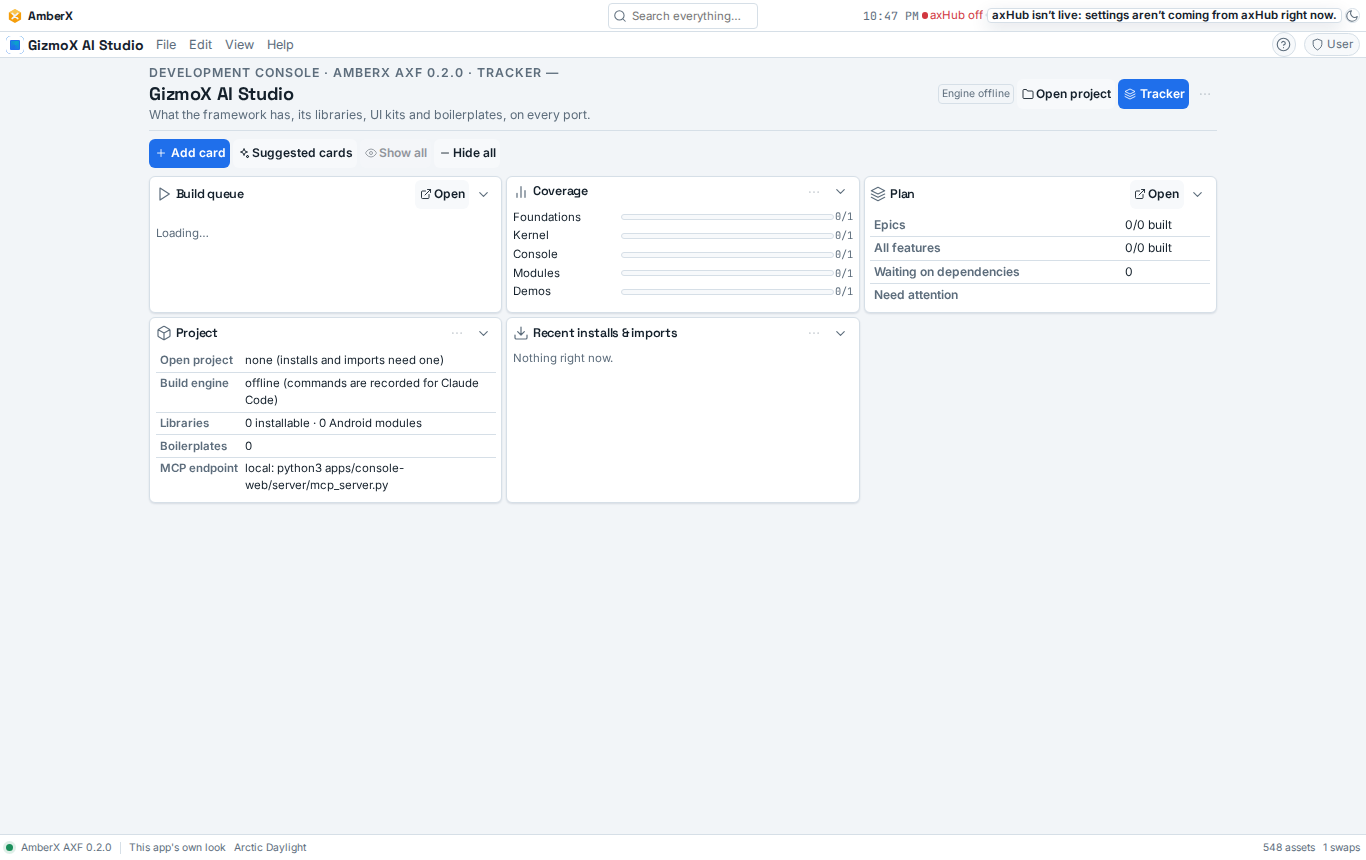 AmberX
Search everything...
10:47 PM
axHub off
axHub isn't live: settings aren't coming from axHub right now.
GizmoX AI Studio File Edit View Help
User
DEVELOPMENT CONSOLE · AMBERX AXF 0.2.0 · TRACKER —
GizmoX AI Studio
What the framework has, its libraries, UI kits and boilerplates, on every port.
Engine offline
Open project
Tracker
Add card
Suggested cards
Show all
Hide all
Build queue
Open
Loading...
Coverage
Foundations 0/1
Kernel 0/1
Console 0/1
Modules 0/1
Demos 0/1
Plan
Open
Epics 0/0 built
All features 0/0 built
Waiting on dependencies 0
Need attention
Project
Open project none (installs and imports need one)
Build engine offline (commands are recorded for Claude
Code)
Libraries 0 installable · 0 Android modules
Boilerplates 0
MCP endpoint local: python3 apps/console-
web/server/mcp_server.py
Recent installs & imports
Nothing right now.
AmberX AXF 0.2.0
This app's own look Arctic Daylight
548 assets 1 swaps